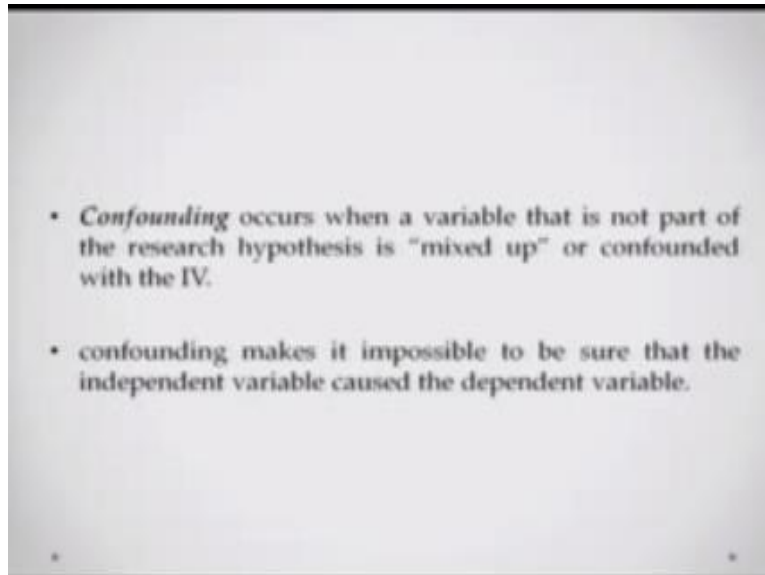 • Confounding occurs when a variable that is not part of
the research hypothesis is "mixed up" or confounded
with the IV.
• confounding makes it impossible to be sure that the
independent variable caused the dependent variable.